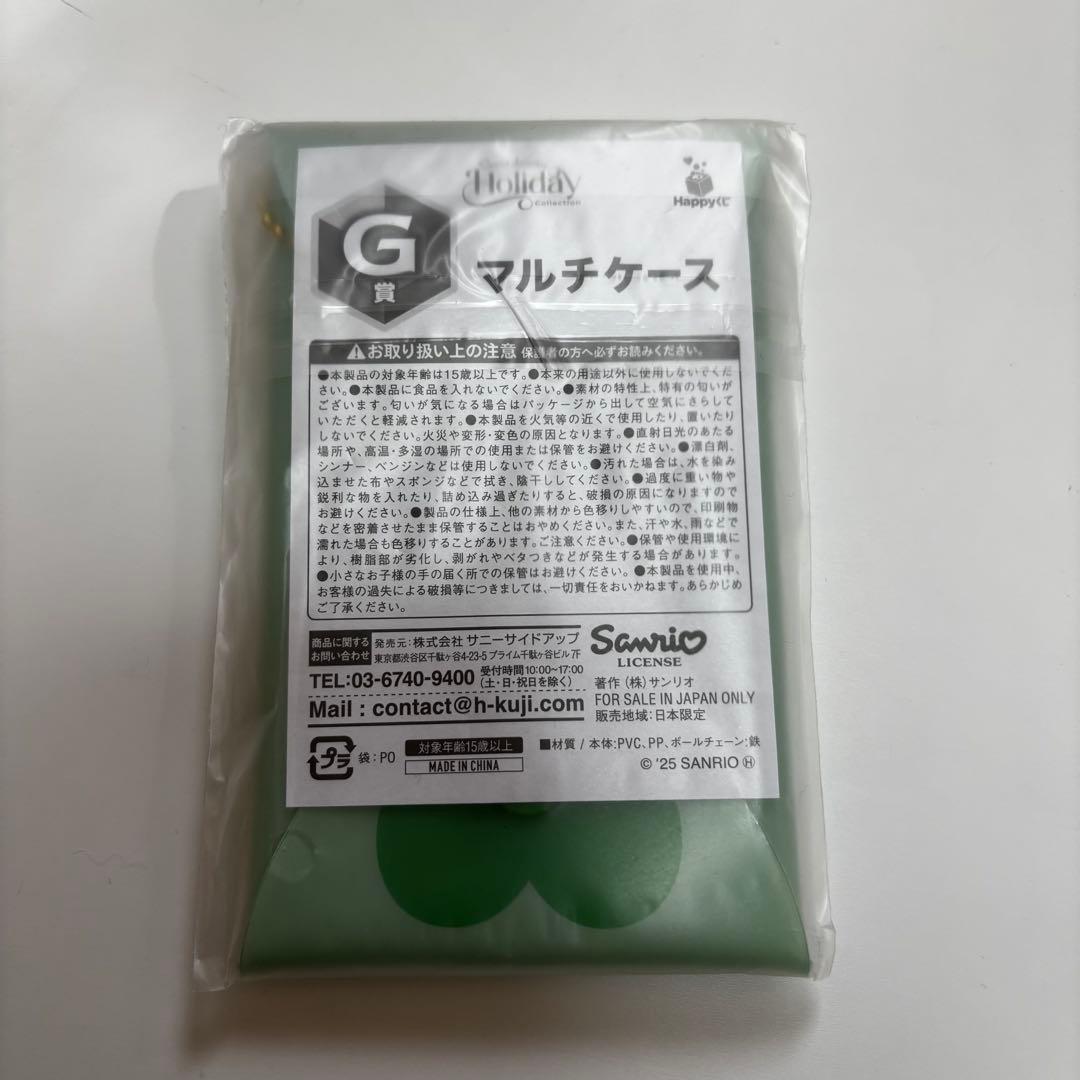 Holiday
Collection
Happyくじ
G
賞
マルチケース
お取り扱い上の注意 保護者の方へ必ずお読みください。
●本製品の対象年齢は15歳以上です。●本来の用途以外に使用しないでくだ
さい。●本製品に食品を入れないでください。●素材の特性上、特有の匂いが
ございます。匂いが気になる場合はパッケージから出して空気にさらして
いただくと軽減されます。●本製品を火気等の近くで使用したり、置いたり
しないでください。火災や変形・変色の原因となります。●直射日光のあたる
場所や、高温・多湿の場所での使用または保管をお避けください。●漂白剤、
シンナー、ベンジンなどは使用しないでください。●汚れた場合は、水を染み
込ませた布やスポンジなどで拭き、陰干ししてください。●過度に重い物や
鋭利な物を入れたり、詰め込み過ぎたりすると、破損の原因になりますので
お避けください。●製品の仕様上、他の素材から色移りしやすいので、印刷物
などを密着させたまま保管することはおやめください。また、汗や水、雨などで
濡れた場合も色移りすることがあります。ご注意ください。●保管や使用環境に
より、樹脂部が劣化し、剥がれやベタつきなどが発生する場合があります。
●小さなお子様の手の届く所での保管はお避けください。●本製品を使用中、
お客様の過失による破損等につきましては、一切責任をおいかねます。あらかじめ
ご了承ください。
商品に関する
お問い合わせ
発売元:株式会社 サニーサイドアップ
東京都渋谷区千駄ヶ谷4-23-5 プライム千駄ヶ谷ビル7F
TEL:03-6740-9400 受付時間10:00~17:00
(土・日・祝日を除く)
Mail : contact@h-kuji.com
Sanrio
LICENSE
著作 (株)サンリオ
FOR SALE IN JAPAN ONLY
販売地域:日本限定
プラ 袋:PO
対象年齢15歳以上
MADE IN CHINA
■材質 / 本体:PVC、PP、ボールチェーン:鉄
© '25 SANRIO Ⓗ